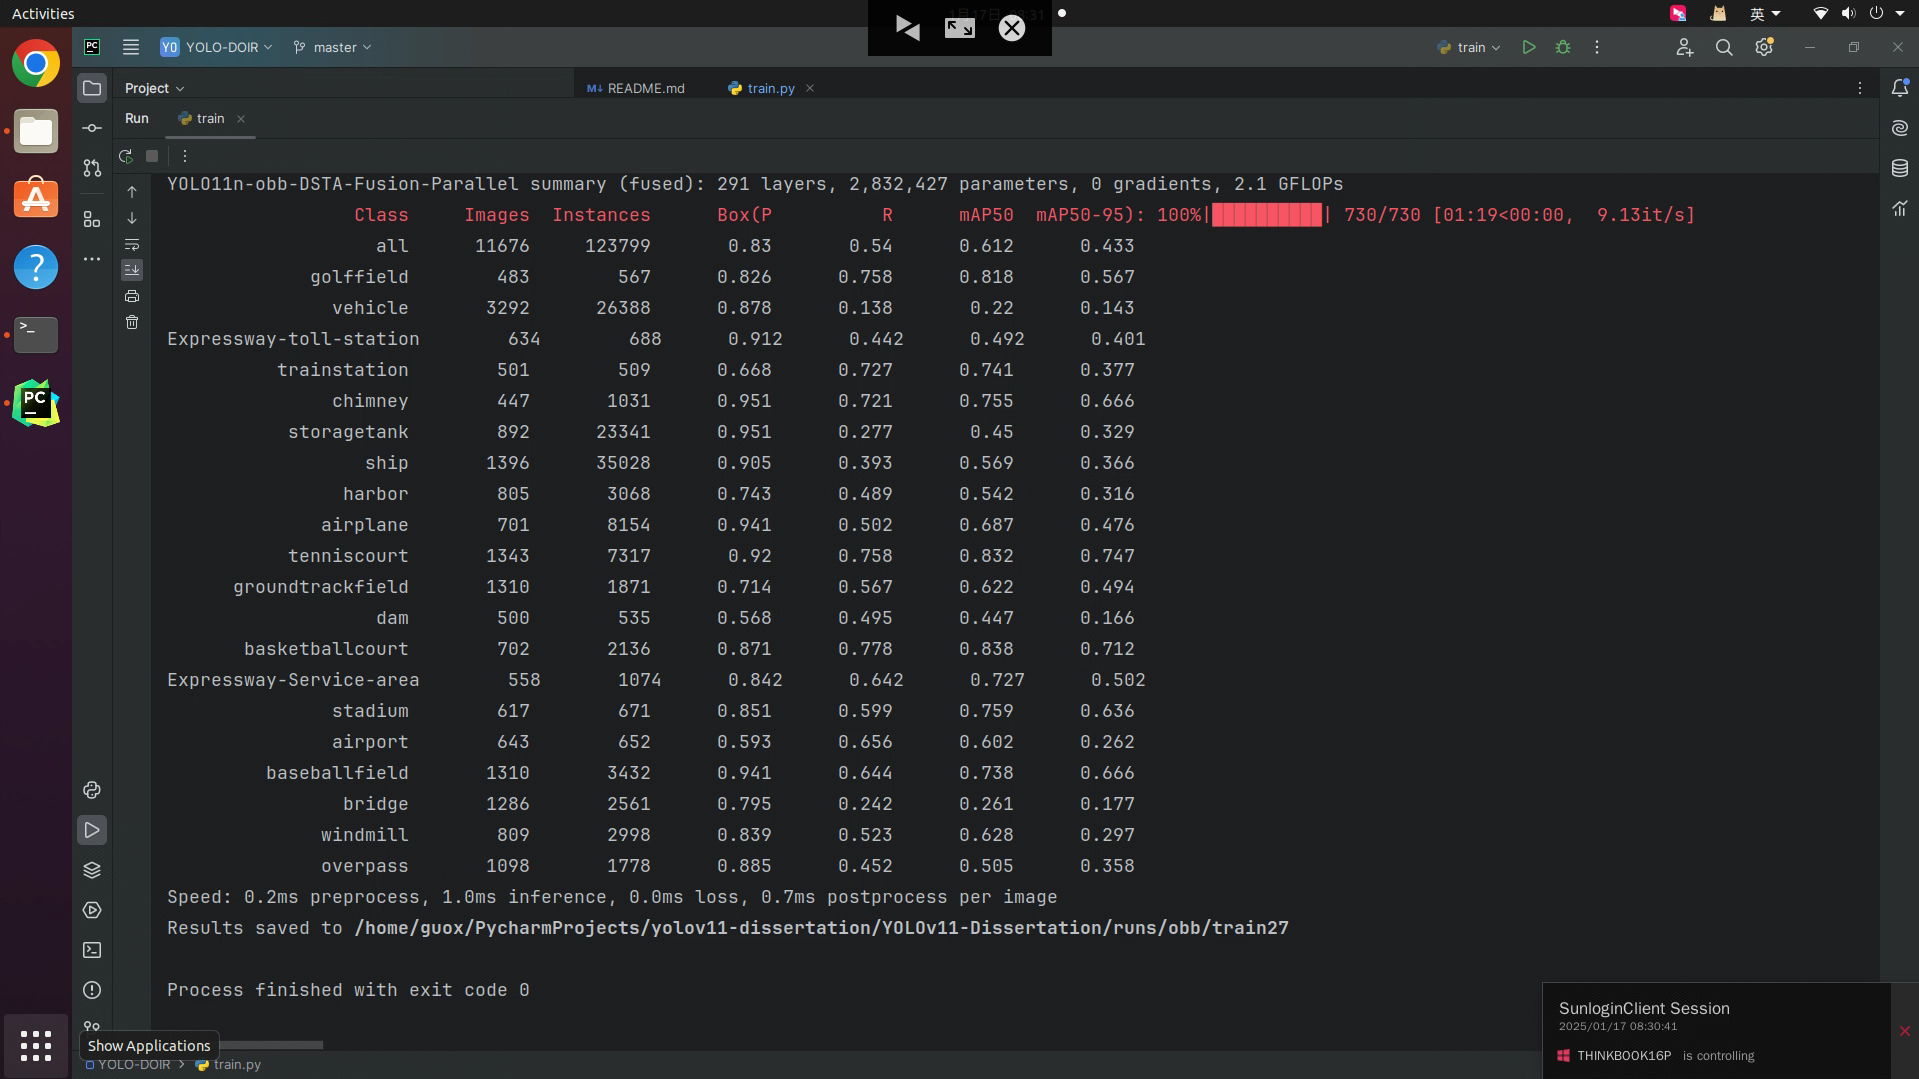 Activities
1月17日 08:31
英
PC
YO YOLO-DOIR
master
train
Project
M↓ README.md
train.py
Run
train
YOLO11n-obb-DSTA-Fusion-Parallel summary (fused): 291 layers, 2,832,427 parameters, 0 gradients, 2.1 GFLOPs
Class Images Instances Box(P R mAP50 mAP50-95): 100%|██████████| 730/730 [01:19<00:00, 9.13it/s]
all 11676 123799 0.83 0.54 0.612 0.433
golffield 483 567 0.826 0.758 0.818 0.567
vehicle 3292 26388 0.878 0.138 0.22 0.143
Expressway-toll-station 634 688 0.912 0.442 0.492 0.401
trainstation 501 509 0.668 0.727 0.741 0.377
chimney 447 1031 0.951 0.721 0.755 0.666
storagetank 892 23341 0.951 0.277 0.45 0.329
ship 1396 35028 0.905 0.393 0.569 0.366
harbor 805 3068 0.743 0.489 0.542 0.316
airplane 701 8154 0.941 0.502 0.687 0.476
tenniscourt 1343 7317 0.92 0.758 0.832 0.747
groundtrackfield 1310 1871 0.714 0.567 0.622 0.494
dam 500 535 0.568 0.495 0.447 0.166
basketballcourt 702 2136 0.871 0.778 0.838 0.712
Expressway-Service-area 558 1074 0.842 0.642 0.727 0.502
stadium 617 671 0.851 0.599 0.759 0.636
airport 643 652 0.593 0.656 0.602 0.262
baseballfield 1310 3432 0.941 0.644 0.738 0.666
bridge 1286 2561 0.795 0.242 0.261 0.177
windmill 809 2998 0.839 0.523 0.628 0.297
overpass 1098 1778 0.885 0.452 0.505 0.358
Speed: 0.2ms preprocess, 1.0ms inference, 0.0ms loss, 0.7ms postprocess per image
Results saved to /home/guox/PycharmProjects/yolov11-dissertation/YOLOv11-Dissertation/runs/obb/train27
Process finished with exit code 0
PC
Show Applications
YOLO-DOIR > train.py
SunloginClient Session
2025/01/17 08:30:41
THINKBOOK16P is controlling